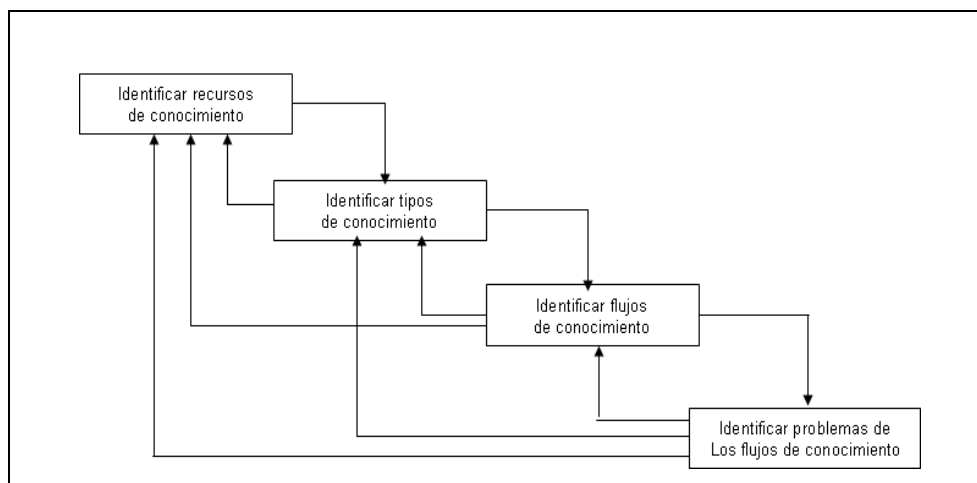 Identificar recursos
de conocimiento
Identificar tipos
de conocimiento
Identificar flujos
de conocimiento
Identificar problemas de
Los flujos de conocimiento